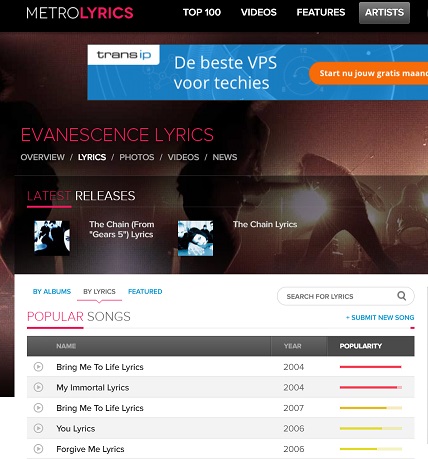 METROLYRICS
TOP 100 VIDEOS FEATURES ARTISTS
transip
De beste VPS
voor techies
Start nu jouw gratis maand
EVANESCENCE LYRICS
OVERVIEW / LYRICS / PHOTOS / VIDEOS / NEWS
LATEST RELEASES
The Chain (From
"Gears 5") Lyrics
The Chain Lyrics
BY ALBUMS BY LYRICS FEATURED
SEARCH FOR LYRICS
POPULAR SONGS
+ SUBMIT NEW SONG
NAME YEAR POPULARITY
Bring Me To Life Lyrics 2004
My Immortal Lyrics 2004
Bring Me To Life Lyrics 2007
You Lyrics 2006
Forgive Me Lyrics 2006